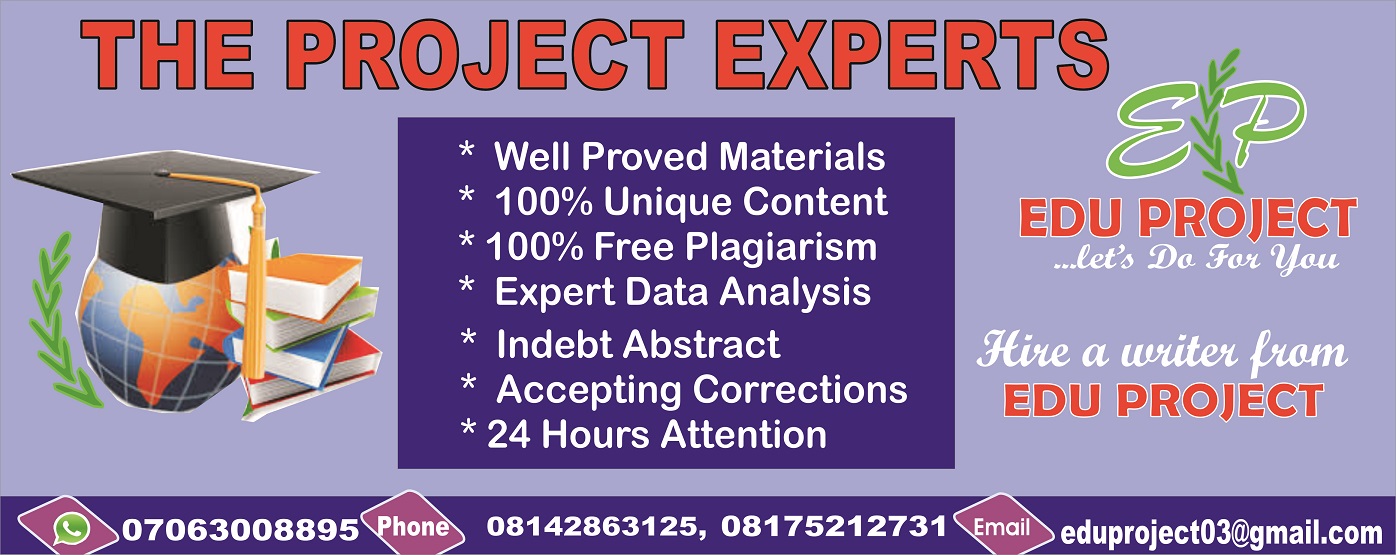 THE PROJECT EXPERTS
EP
EDU PROJECT
...let's Do For You
* Well Proved Materials
* 100% Unique Content
* 100% Free Plagiarism
* Expert Data Analysis
* Indebt Abstract
* Accepting Corrections
* 24 Hours Attention
Hire a writer from
EDU PROJECT
07063008895 Phone 08142863125, 08175212731 Email eduproject03@gmail.com